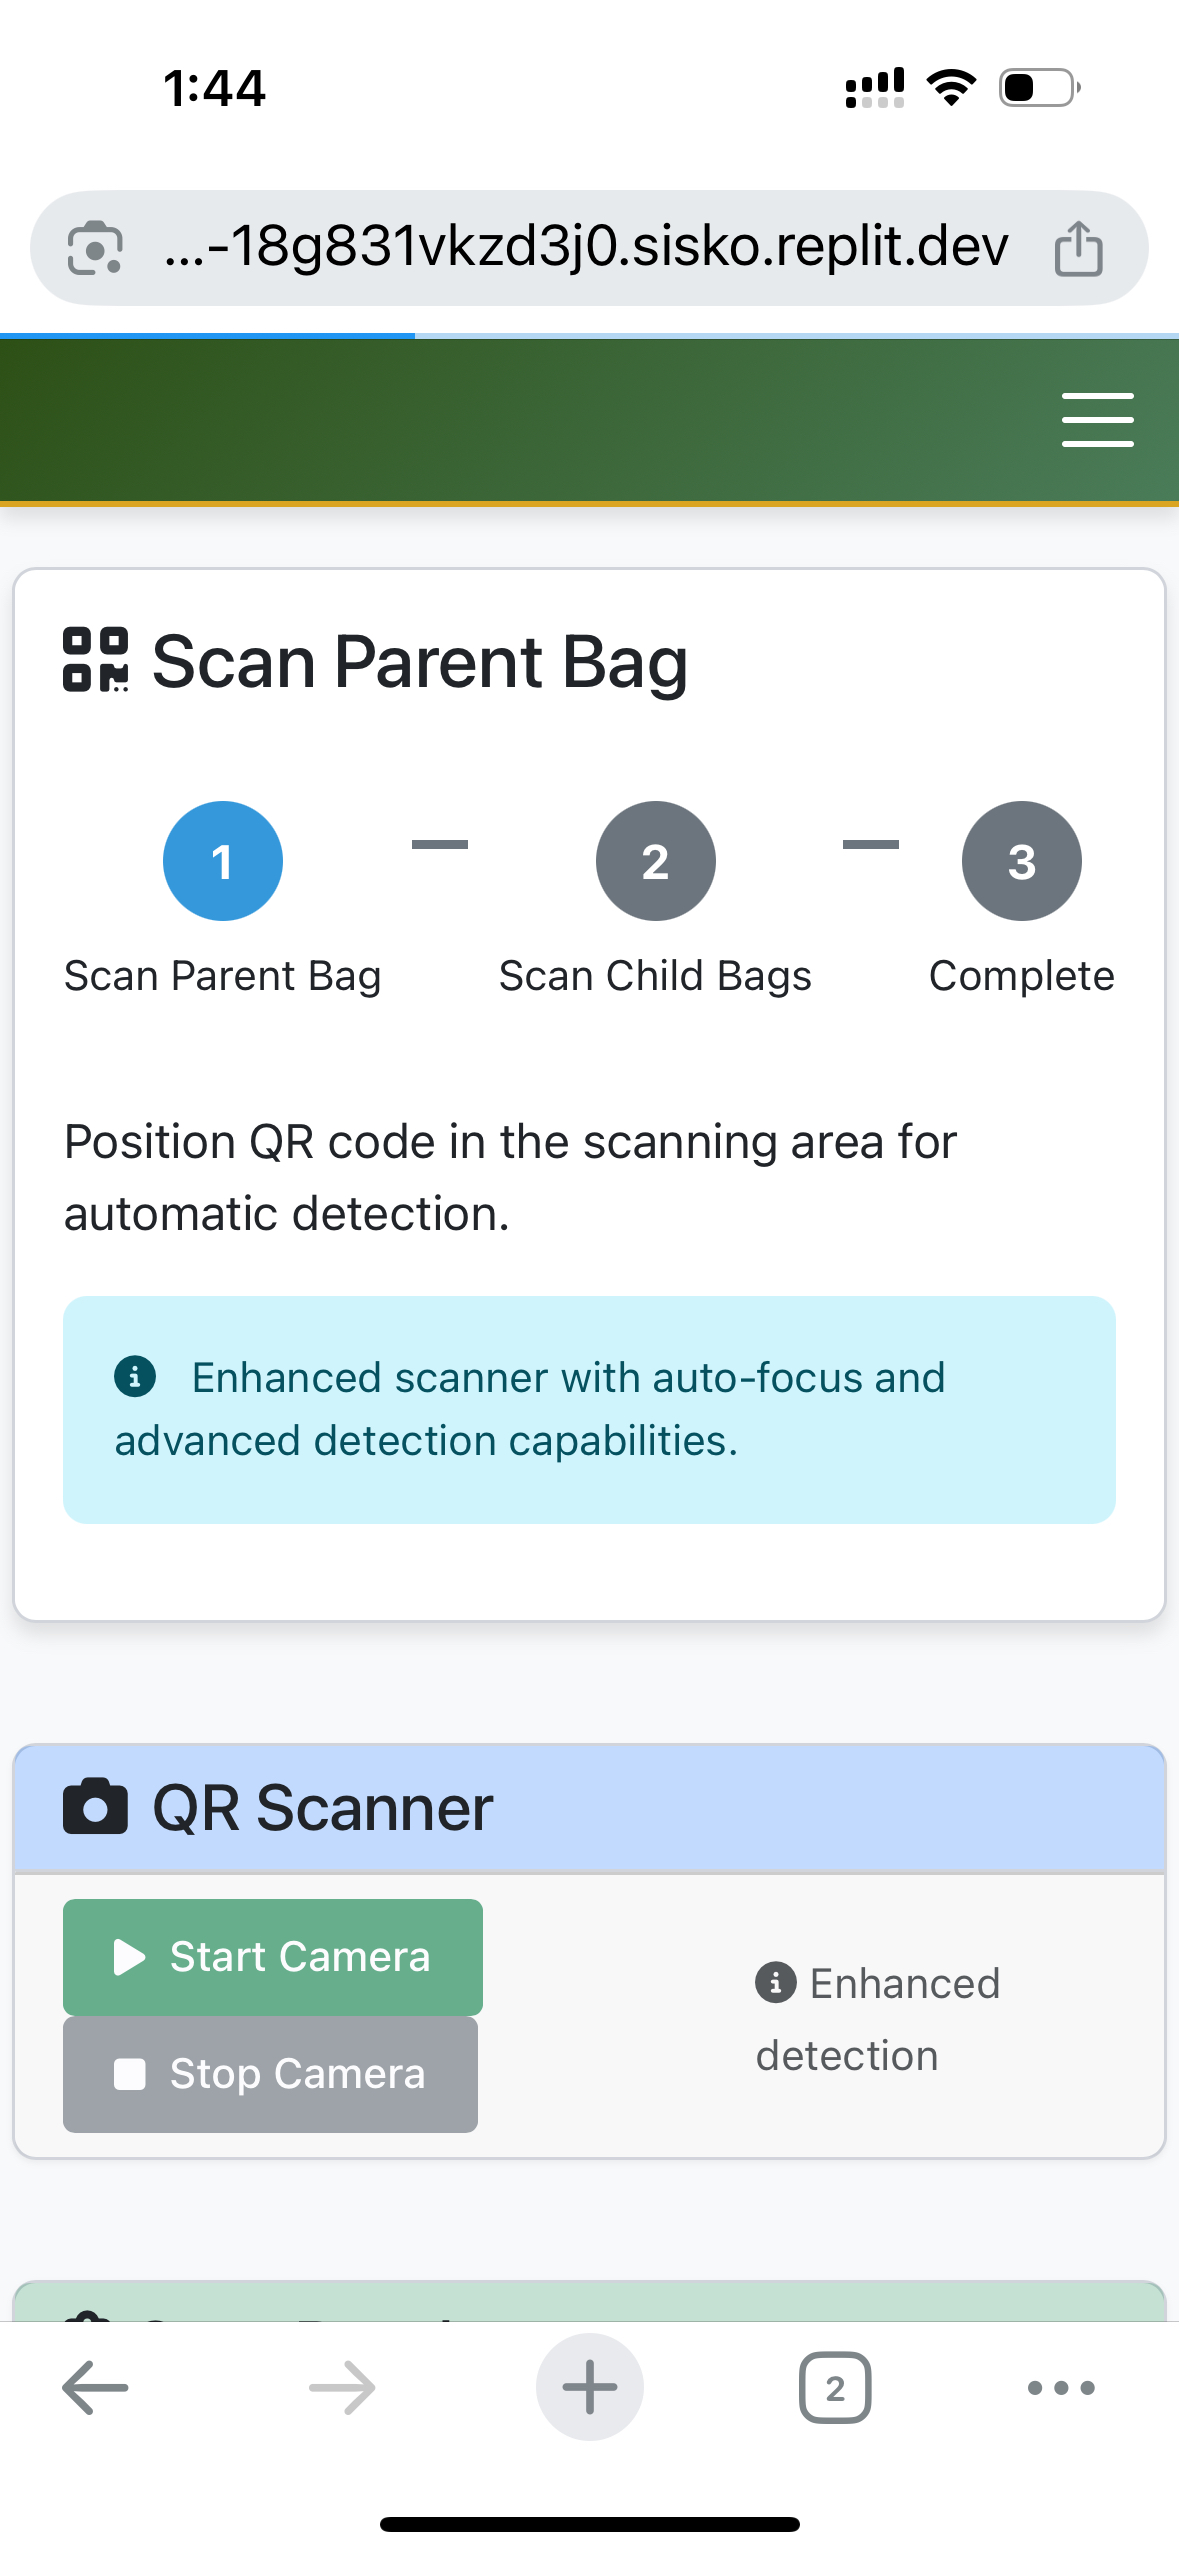 1:44
...-18g831vkzd3j0.sisko.replit.dev
Scan Parent Bag
1
2
3
Scan Parent Bag
Scan Child Bags
Complete
Position QR code in the scanning area for
automatic detection.
Enhanced scanner with auto-focus and
advanced detection capabilities.
QR Scanner
Start Camera
Stop Camera
Enhanced
detection
2